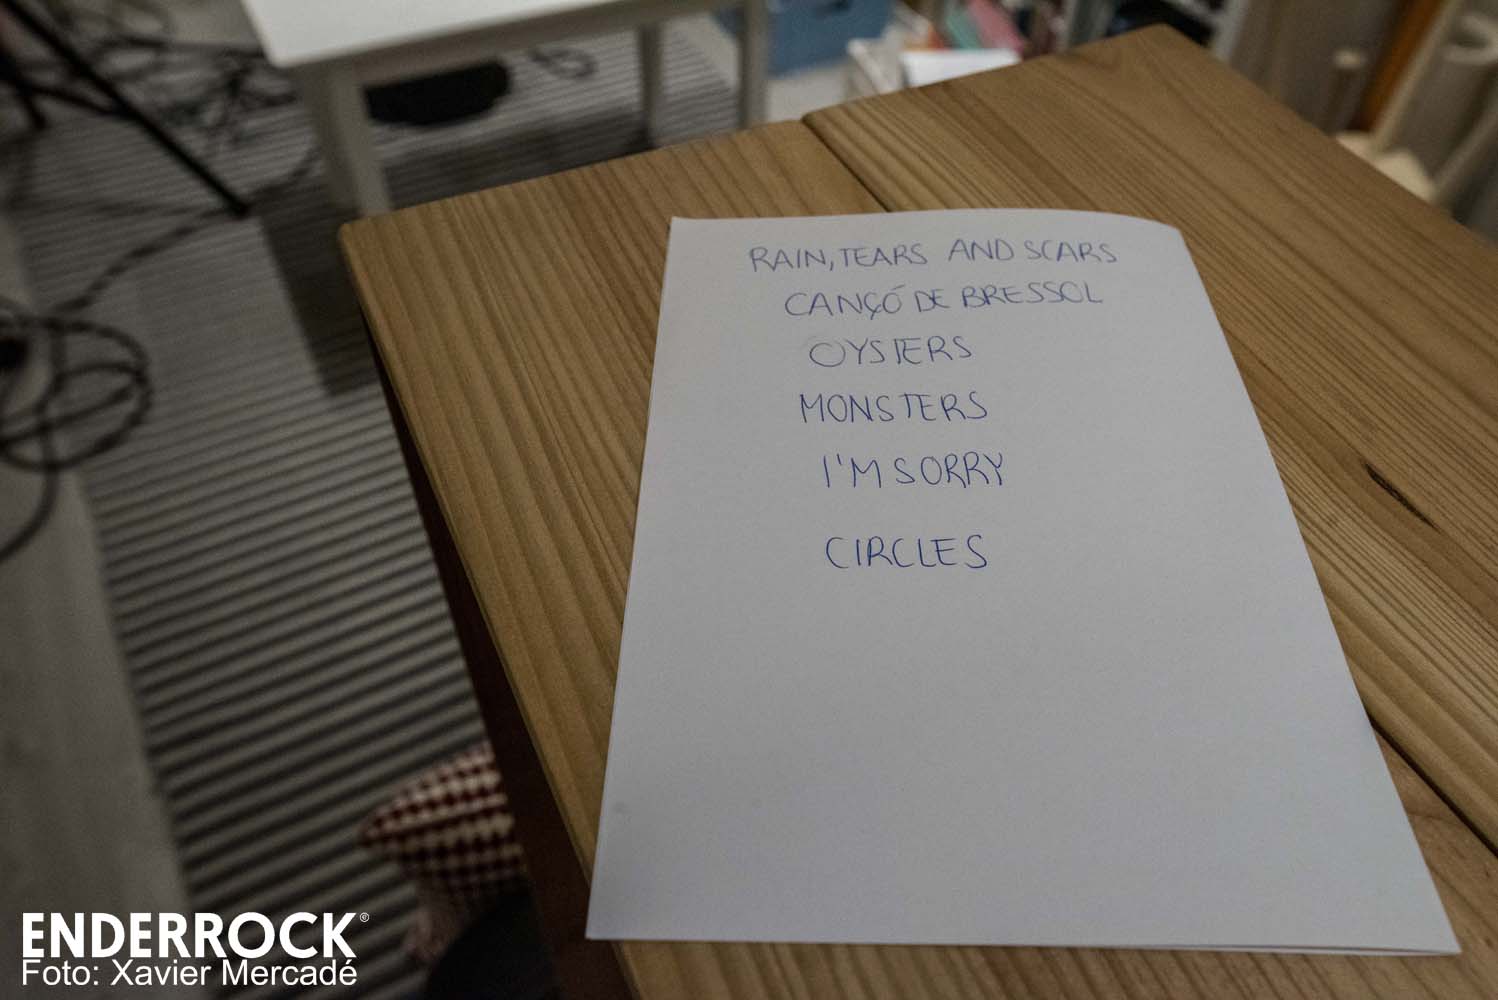 RAIN, TEARS AND SCARS
CANÇÓ DE BRESSOL
OYSTERS
MONSTERS
I'M SORRY
CIRCLES
ENDERROCK®
Foto: Xavier Mercadé